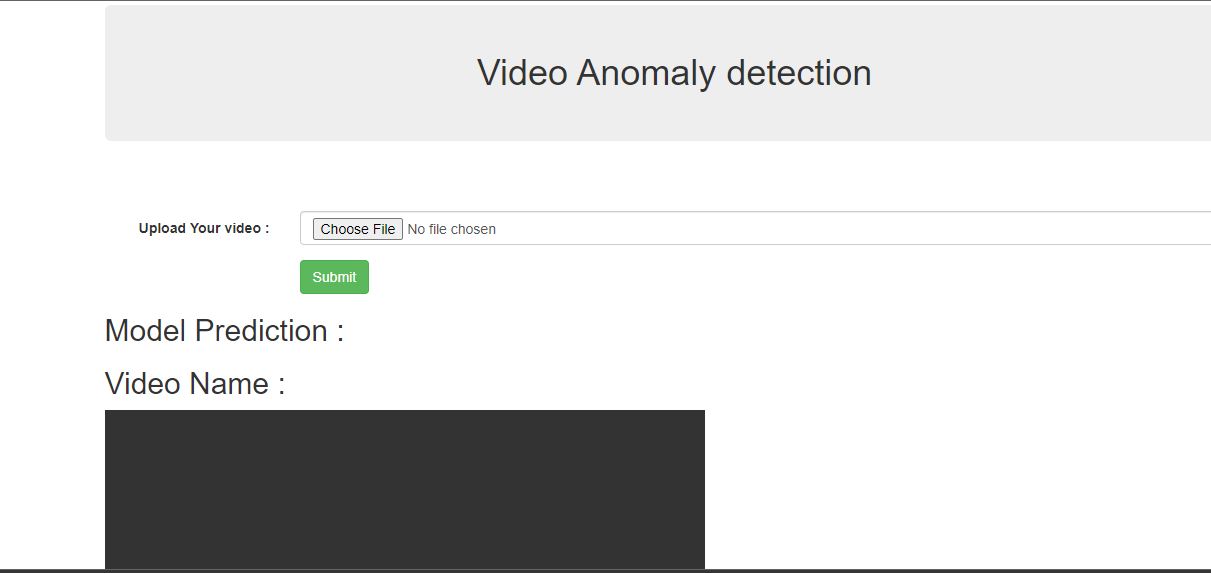 Video Anomaly detection
Upload Your video : Choose File No file chosen
Submit
Model Prediction :
Video Name :